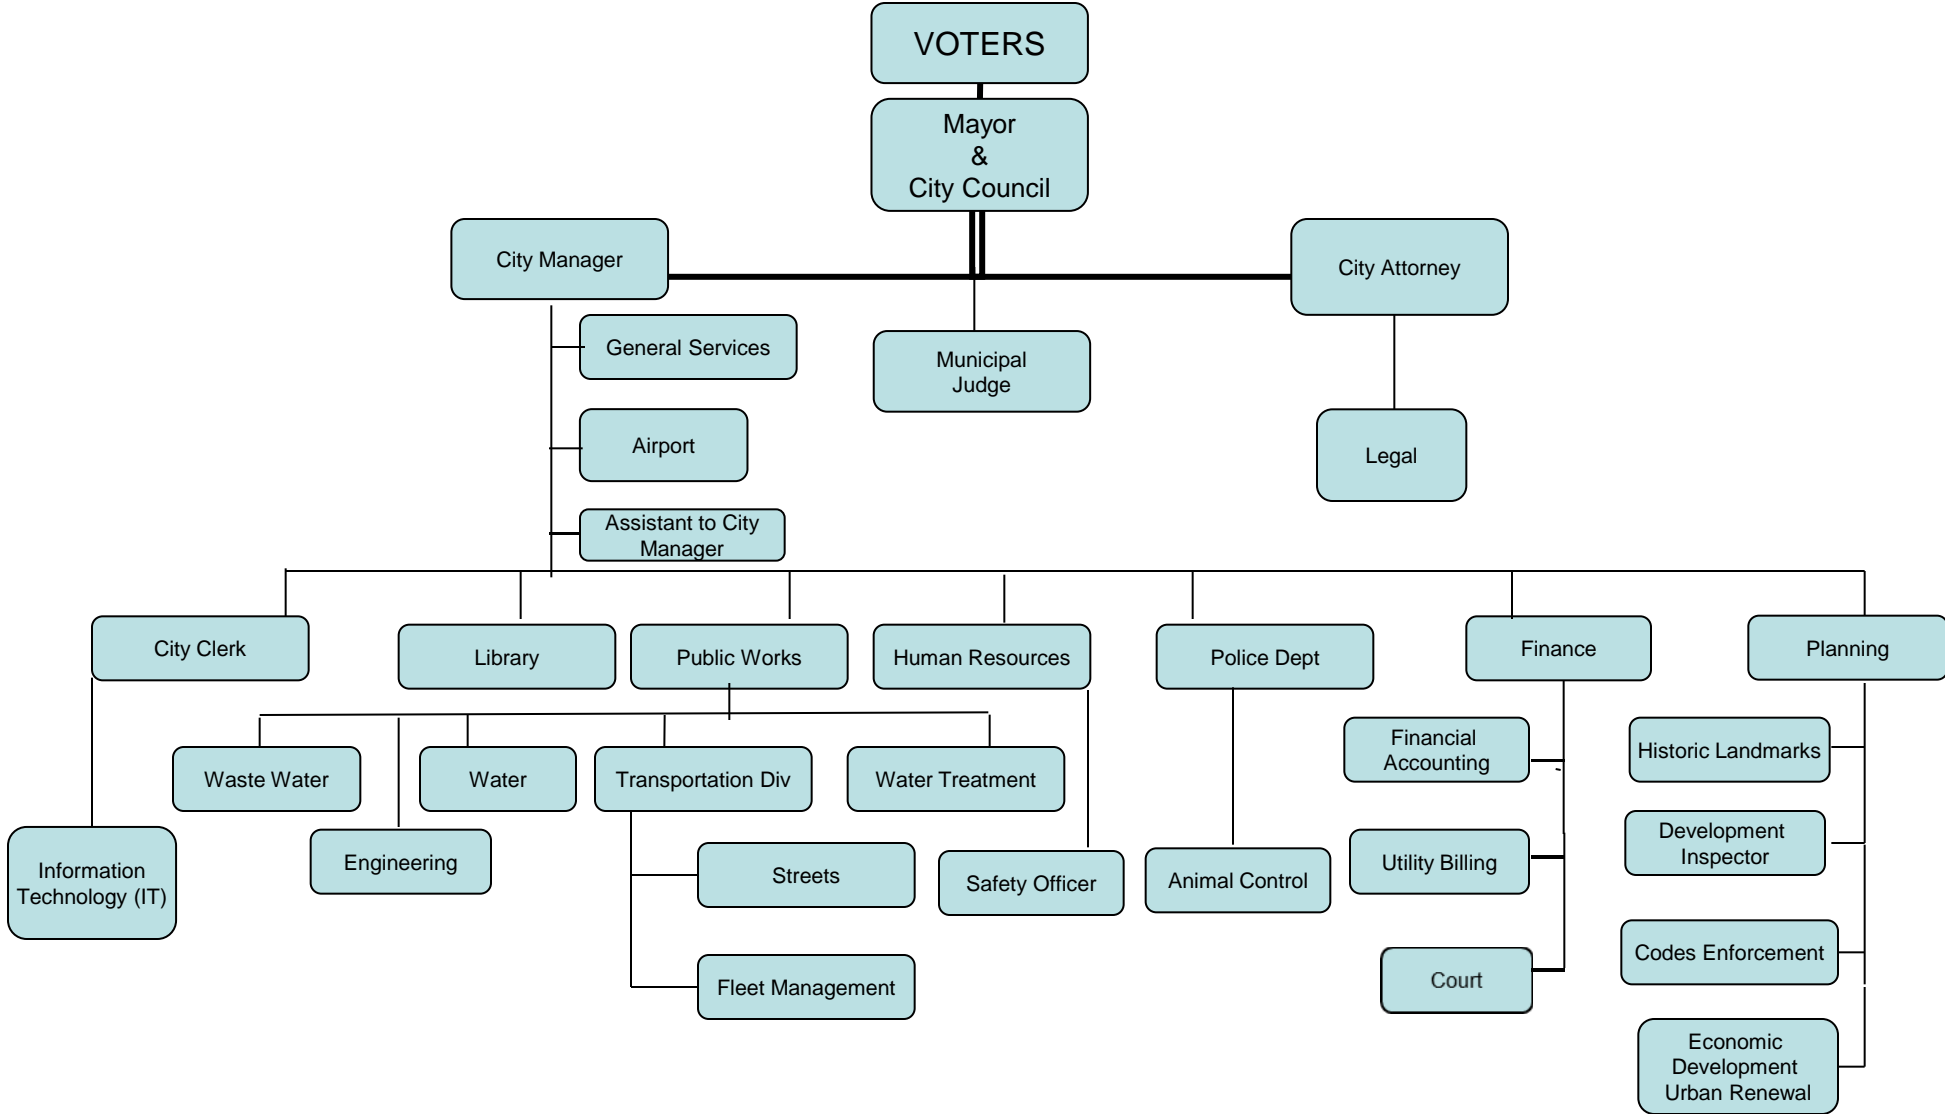 VOTERS
Mayor
&
City Council
City Manager
City Attorney
General Services
Municipal
Judge
Airport
Legal
Assistant to City
Manager
City Clerk
Library
Public Works
Human Resources
Police Dept
Finance
Planning
Waste Water
Water
Transportation Div
Water Treatment
Financial
Accounting
Historic Landmarks
Information
Technology (IT)
Engineering
Streets
Safety Officer
Animal Control
Utility Billing
Development
Inspector
Fleet Management
Court
Codes Enforcement
Economic
Development
Urban Renewal